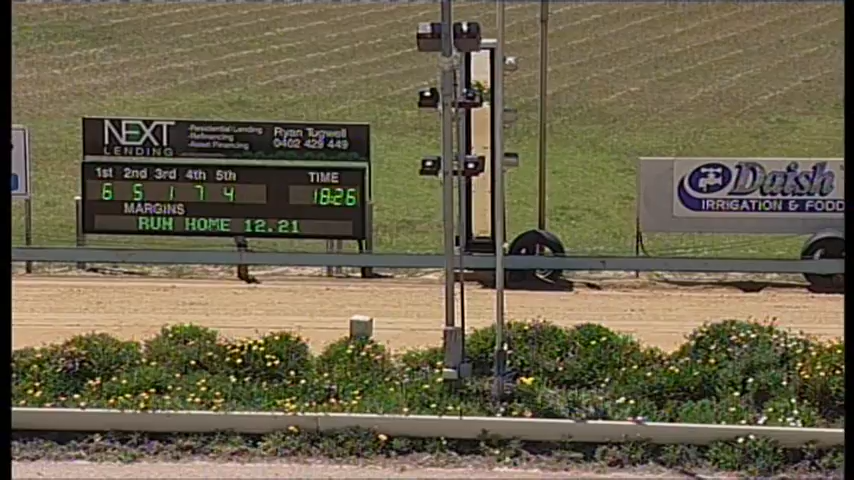 NEXT
LENDING
-Residential Lending
-Refinancing
-Asset Financing
Ryan Tugwell
0402 429 449
1st 2nd 3rd 4th 5th TIME
6 5 1 7 4 18:26
MARGINS
RUN HOME 12.21
Daish
IRRIGATION & FODD